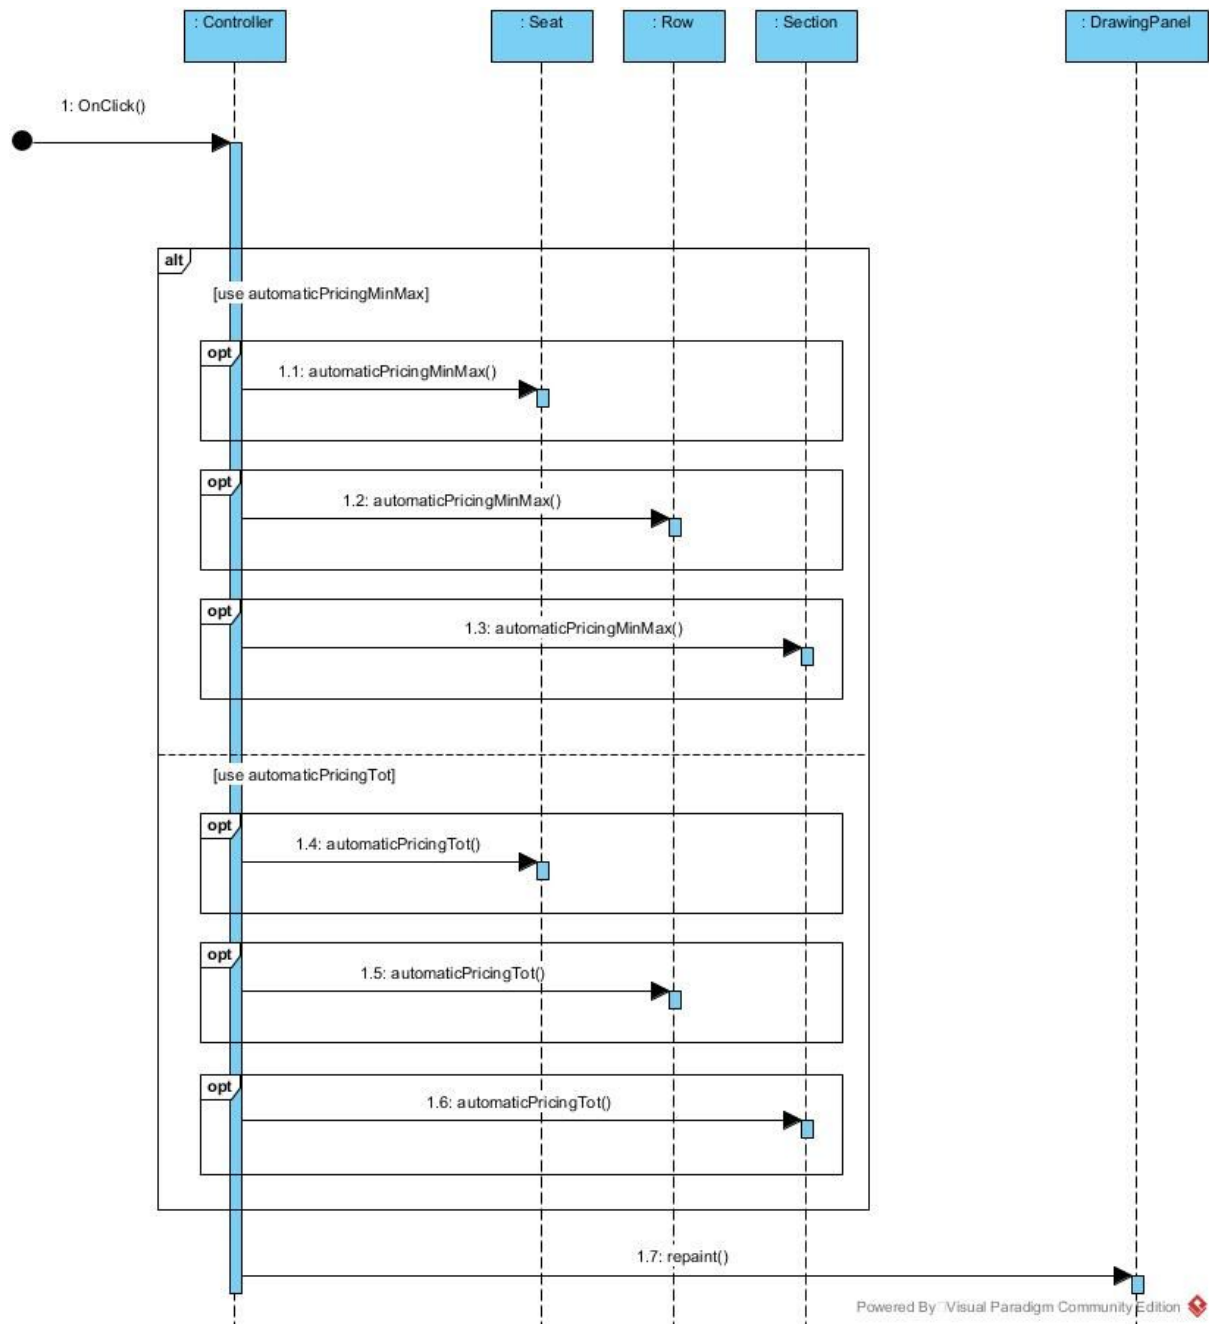 : Controller
: Seat
: Row
: Section
: DrawingPanel
1: OnClick()
alt
[use automaticPricingMinMax]
opt
1.1: automaticPricingMinMax()
opt
1.2: automaticPricingMinMax()
opt
1.3: automaticPricingMinMax()
[use automaticPricingTot]
opt
1.4: automaticPricingTot()
opt
1.5: automaticPricingTot()
opt
1.6: automaticPricingTot()
1.7: repaint()
Powered By Visual Paradigm Community Edition